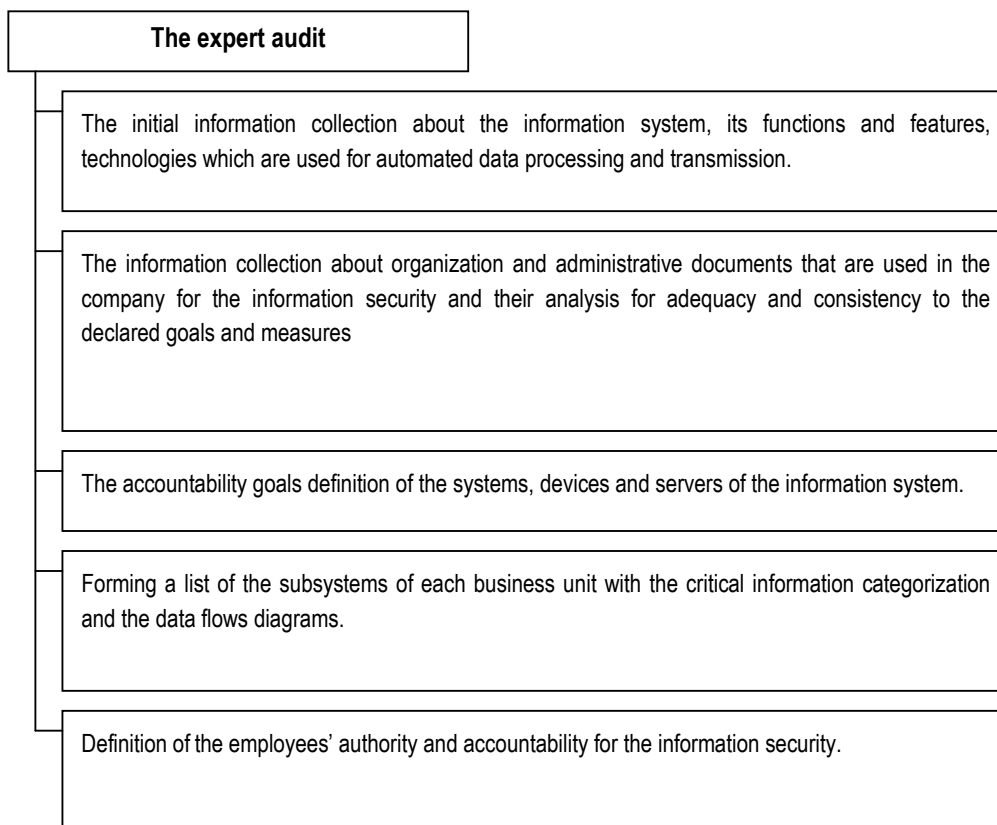 The expert audit
The initial information collection about the information system, its functions and features,
technologies which are used for automated data processing and transmission.
The information collection about organization and administrative documents that are used in the
company for the information security and their analysis for adequacy and consistency to the
declared goals and measures
The accountability goals definition of the systems, devices and servers of the information system.
Forming a list of the subsystems of each business unit with the critical information categorization
and the data flows diagrams.
Definition of the employees’ authority and accountability for the information security.